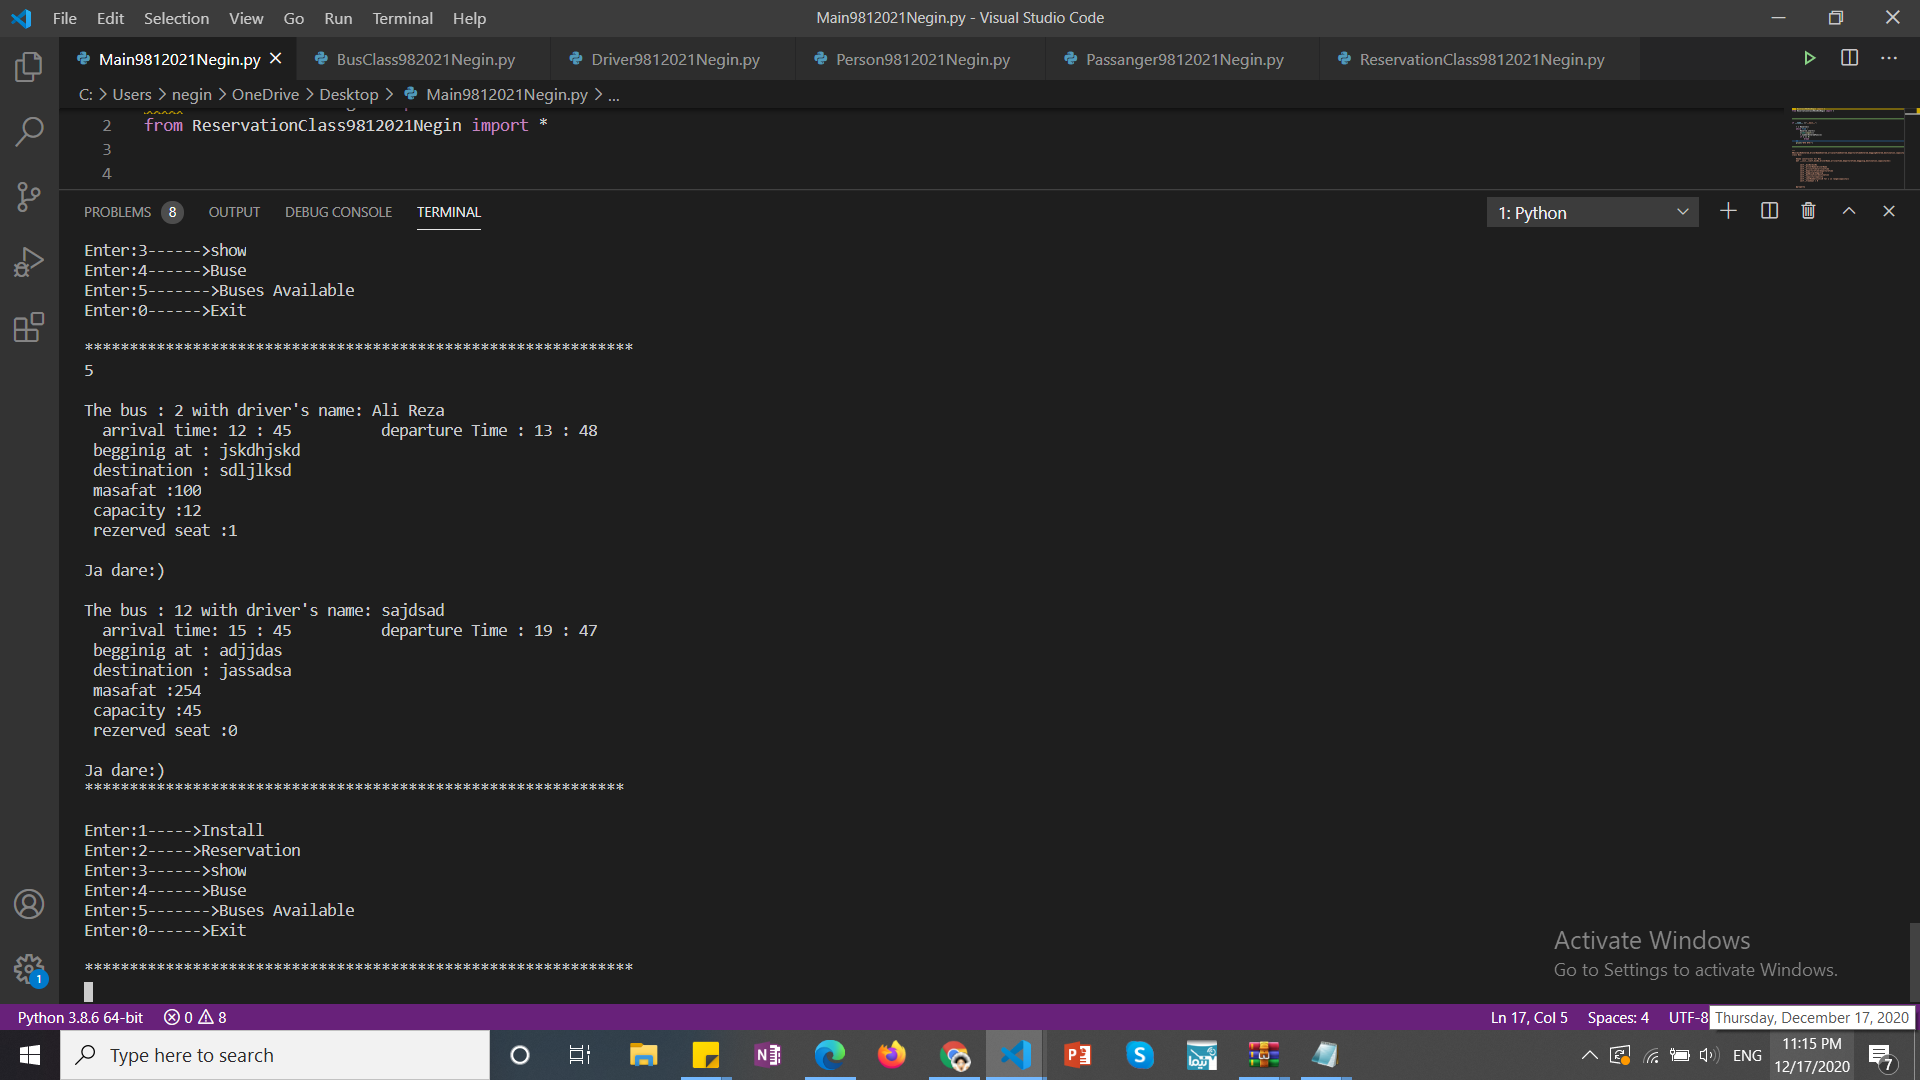 File Edit Selection View Go Run Terminal Help Main9812021Negin.py - Visual Studio Code
Main9812021Negin.py BusClass982021Negin.py Driver9812021Negin.py Person9812021Negin.py Passanger9812021Negin.py ReservationClass9812021Negin.py
C: > Users > negin > OneDrive > Desktop > Main9812021Negin.py > ...
2 from ReservationClass9812021Negin import *
3
4
PROBLEMS 8 OUTPUT DEBUG CONSOLE TERMINAL 1: Python
Enter:3------>show
Enter:4------>Buse
Enter:5------->Buses Available
Enter:0------>Exit
*************************************************************
5
The bus : 2 with driver's name: Ali Reza
arrival time: 12 : 45 departure Time : 13 : 48
begginig at : jskdhjskd
destination : sdljlksd
masafat :100
capacity :12
rezerved seat :1
Ja dare:)
The bus : 12 with driver's name: sajdsad
arrival time: 15 : 45 departure Time : 19 : 47
begginig at : adjjdas
destination : jassadsa
masafat :254
capacity :45
rezerved seat :0
Ja dare:)
************************************************************
Enter:1----->Install
Enter:2----->Reservation
Enter:3------>show
Enter:4------>Buse
Enter:5------->Buses Available
Enter:0------>Exit
*************************************************************
Activate Windows
Go to Settings to activate Windows.
1
Python 3.8.6 64-bit 0 8 Ln 17, Col 5 Spaces: 4 UTF-8 Thursday, December 17, 2020
Type here to search ENG 11:15 PM
12/17/2020 7